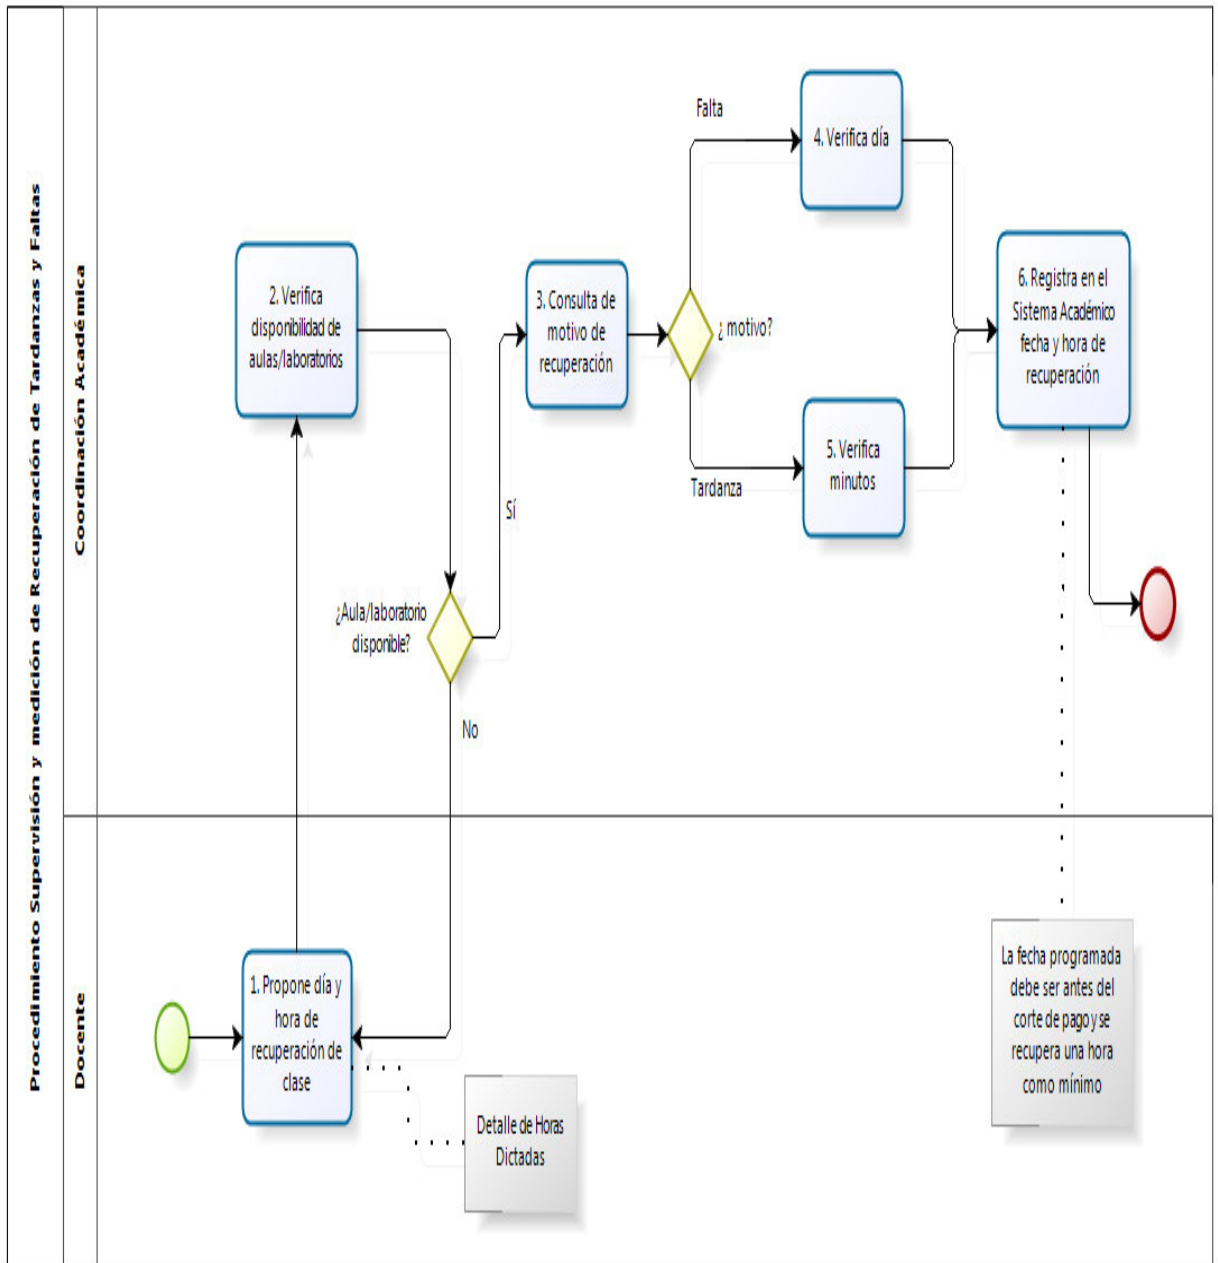 Procedimiento Supervisión y medición de Recuperación de Tardanzas y Faltas
Coordinación Académica
Docente
Falta
4. Verifica día
2. Verifica
disponibilidad de
aulas/laboratorios
3. Consulta de
motivo de
recuperación
¿ motivo?
6. Registra en el
Sistema Académico
fecha y hora de
recuperación
5. Verifica
minutos
Tardanza
Sí
¿Aula/laboratorio
disponible?
No
1. Propone día y
hora de
recuperación de
clase
Detalle de Horas
Dictadas
La fecha programada
debe ser antes del
corte de pago y se
recupera una hora
como mínimo